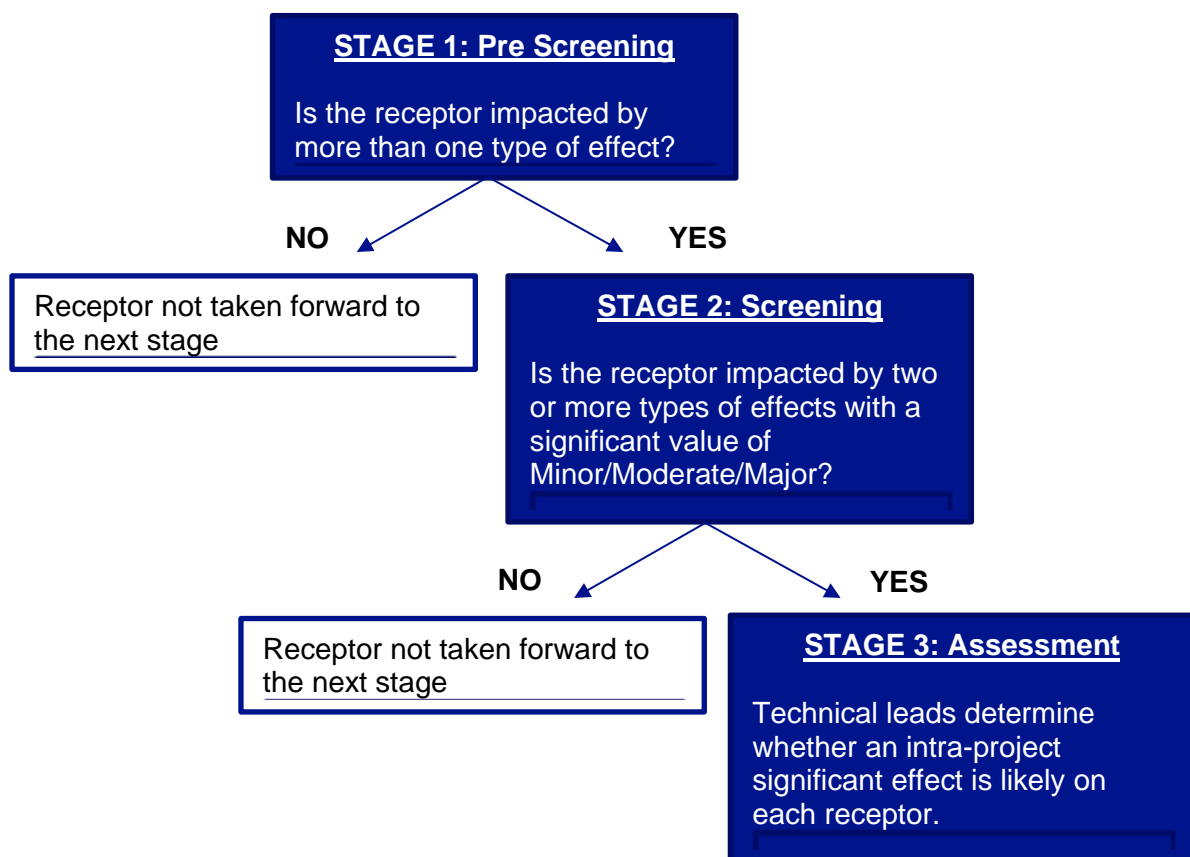 STAGE 1: Pre Screening
Is the receptor impacted by
more than one type of effect?
NO
YES
Receptor not taken forward to
the next stage
STAGE 2: Screening
Is the receptor impacted by two
or more types of effects with a
significant value of
Minor/Moderate/Major?
NO
YES
Receptor not taken forward to
the next stage
STAGE 3: Assessment
Technical leads determine
whether an intra-project
significant effect is likely on
each receptor.